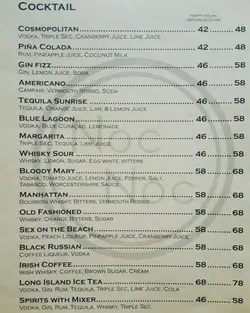 Cocktail
Cosmopolitan 42 48
Vodka, Triple Sec, Cranberry Juice, Lime Juice
Piña Colada 42 48
Rum, Pineapple Juice, Coconut Milk
Gin fizz 46 58
Gin, Lemon Juice, Soda
Americano 46 58
Campari, Vermouth Rosso, Soda
Tequila Sunrise 46 58
Tequila, Orange Juice, Lime & Lemon Juice
Blue Lagoon 46 58
Vodka, Blue Curaçao, Lemonade
Margarita 46 58
Triple Sec, Tequila, Lime Juice
Whisky Sour 46 58
Whisky, Lemon, Sugar, Egg White, Bitters
Bloody Mary 58 68
Vodka, Tomato Juice, Lemon Juice, Pepper, Salt,
Tabasco, Worcestershire Sauce
Manhattan 58 68
Bourbon Whisky, Bitters, Vermouth Rosso
Old Fashioned 58 68
Whisky, Orange Bitters, Sugar
Sex on the Beach 58 68
Vodka, Peach Liqueur, Pineapple Juice, Cranberry Juice
Black Russian 58 68
Coffee Liqueur, Vodka
Irish Coffee 58 68
Irish Whisky, Coffee, Brown Sugar, Cream
Long Island Ice Tea 68 78
Vodka, Gin, Rum, Tequila, Triple Sec, Lime Juice, Cola
Spirits with Mixer 46 58
Vodka, Gin, Rum, Tequila, Whisky, Triple Sec